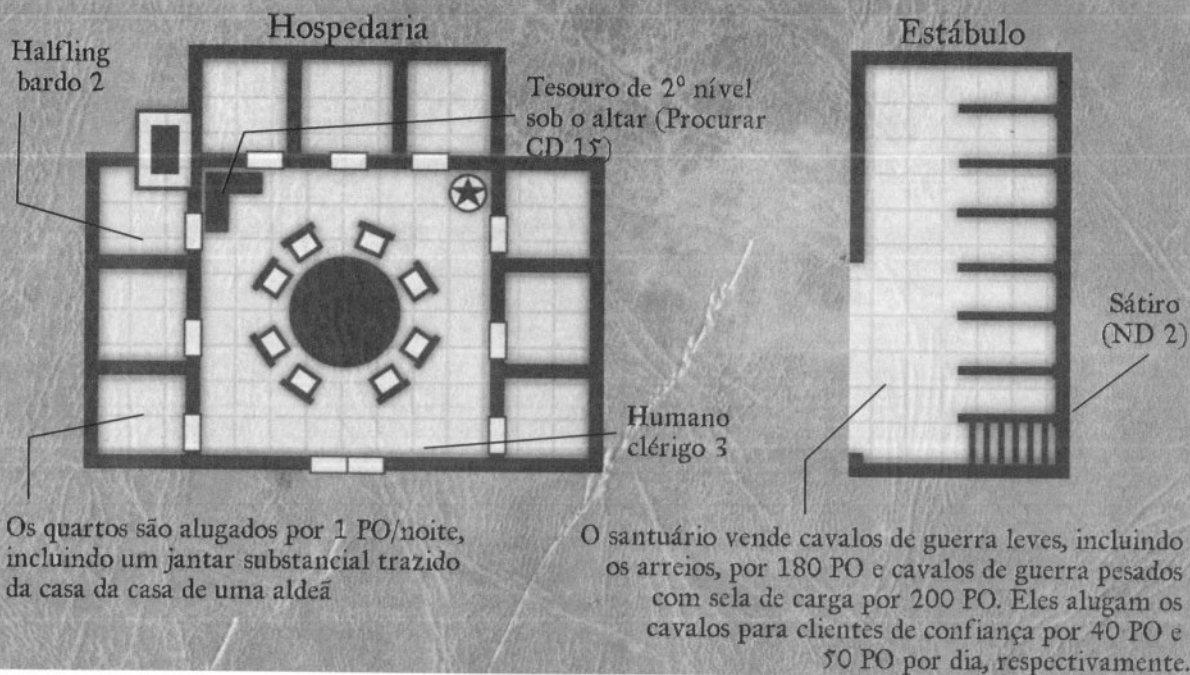 Hospedaria
Halfling
bardo 2
Tesouro de 2º nível
sob o altar (Procurar
CD 15)
Humano
clérigo 3
Os quartos são alugados por 1 PO/noite,
incluindo um jantar substancial trazido
da casa da casa de uma aldeã
Estábulo
Sátiro
(ND 2)
O santuário vende cavalos de guerra leves, incluindo
os arreios, por 180 PO e cavalos de guerra pesados
com sela de carga por 200 PO. Eles alugam os
cavalos para clientes de confiança por 40 PO e
50 PO por dia, respectivamente.